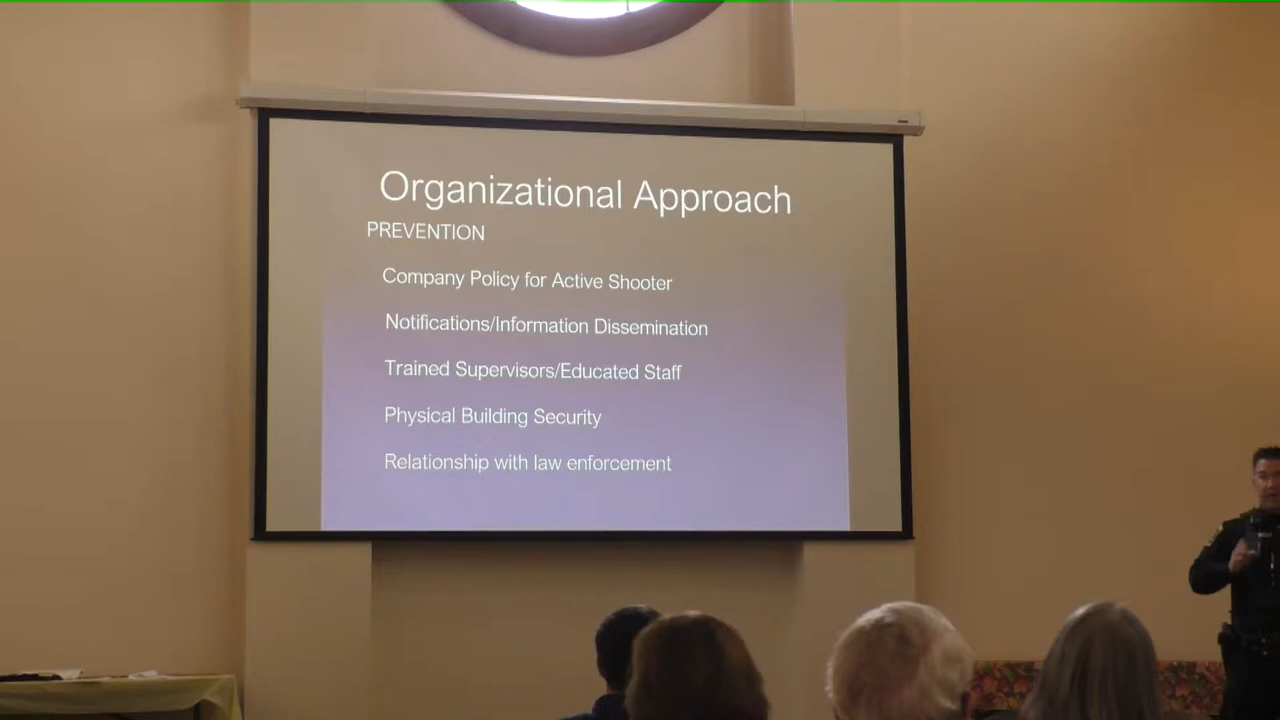 Organizational Approach
PREVENTION
Company Policy for Active Shooter
Notifications/Information Dissemination
Trained Supervisors/Educated Staff
Physical Building Security
Relationship with law enforcement